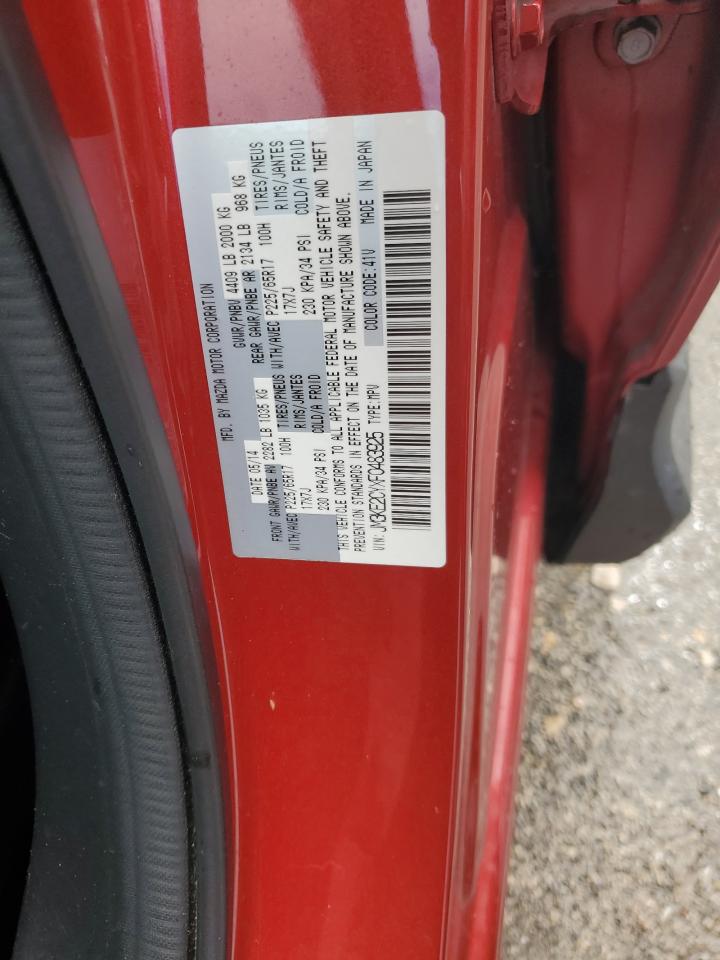 MFD. BY MAZDA MOTOR CORPORATION
DATE 05/14 GVWR/PNBV 4409 LB 2000 KG
FRONT GAWR/PNBE AV 2282 LB 1035 KG REAR GAWR/PNBE AR 2134 LB 968 KG
WITH/AVEC P225/65R17 100H TIRES/PNEUS WITH/AVEC P225/65R17 100H TIRES/PNEUS
17X7J RIMS/JANTES 17X7J RIMS/JANTES
230 KPA/34 PSI COLD/A FROID 230 KPA/34 PSI COLD/A FROID
THIS VEHICLE CONFORMS TO ALL APPLICABLE FEDERAL MOTOR VEHICLE SAFETY AND THEFT
PREVENTION STANDARDS IN EFFECT ON THE DATE OF MANUFACTURE SHOWN ABOVE.
VIN: JM3KE2CYXF0483925 TYPE:MPV COLOR CODE:41V MADE IN JAPAN
8